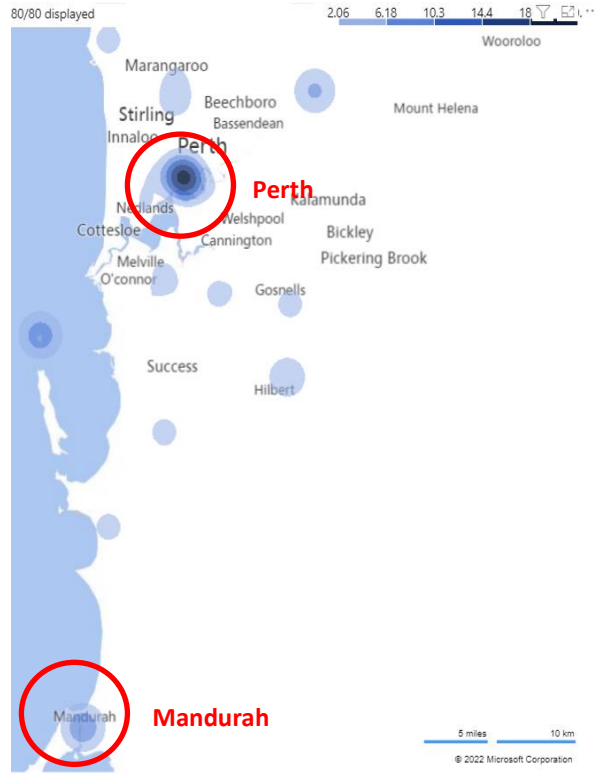 80/80 displayed
2.06 6.18 10.3 14.4 18
Wooroloo
Marangaroo
Beechboro
Mount Helena
Stirling
Bassendean
Innaloo
Perth
Perth
Kalamunda
Nedlands
Welshpool
Cottesloe
Bickley
Cannington
Melville
Pickering Brook
O'connor
Gosnells
Success
Hilbert
Mandurah
Mandurah
5 miles 10 km
© 2022 Microsoft Corporation